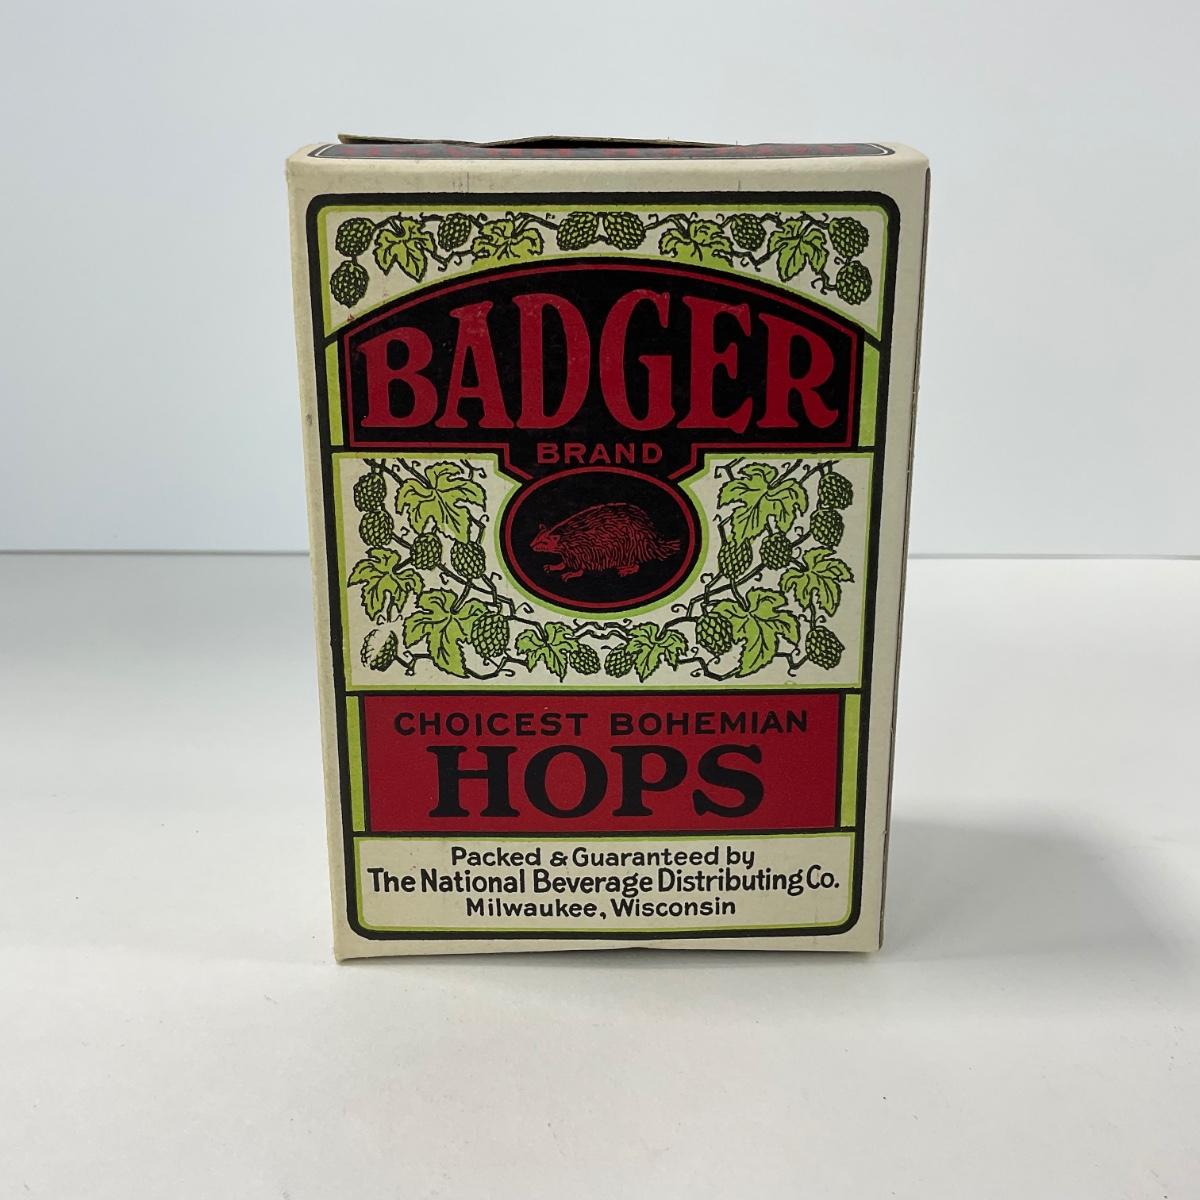 BADGER
BRAND
CHOICEST BOHEMIAN
HOPS
Packed & Guaranteed by
The National Beverage Distributing Co.
Milwaukee, Wisconsin